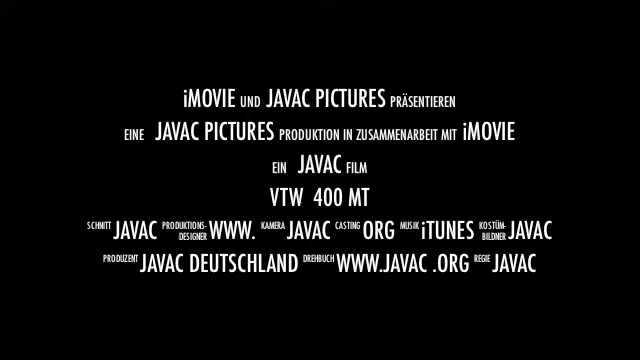 iMOVIE UND JAVAC PICTURES PRÄSENTIEREN
EINE JAVAC PICTURES PRODUKTION IN ZUSAMMENARBEIT MIT iMOVIE
EIN JAVAC FILM
VTW 400 MT
SCHNITT JAVAC PRODUKTIONS-DESIGNER WWW. KAMERA JAVAC CASTING ORG MUSIK iTUNES KOSTÜM-BILDNER JAVAC
PRODUZENT JAVAC DEUTSCHLAND DREHBUCH WWW.JAVAC .ORG REGIE JAVAC